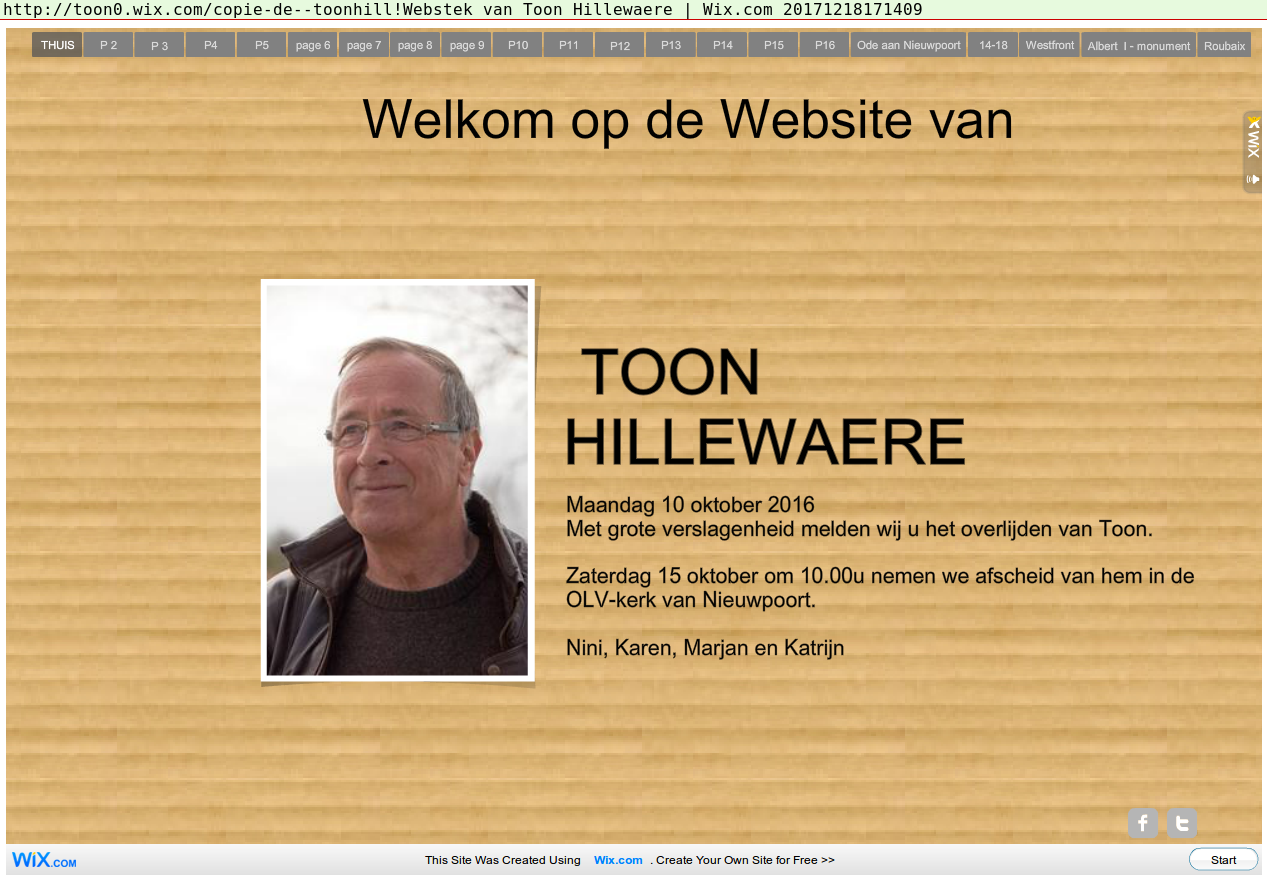 http://toon0.wix.com/copie-de--toonhill!Webstek van Toon Hillewaere | Wix.com 20171218171409
THUIS P 2 P 3 P4 P5 page 6 page 7 page 8 page 9 P10 P11 P12 P13 P14 P15 P16 Ode aan Nieuwpoort 14-18 Westfront Albert I - monument Roubaix
Welkom op de Website van
WiX
TOON
HILLEWAERE
Maandag 10 oktober 2016
Met grote verslagenheid melden wij u het overlijden van Toon.
Zaterdag 15 oktober om 10.00u nemen we afscheid van hem in de
OLV-kerk van Nieuwpoort.
Nini, Karen, Marjan en Katrijn
WiX.COM This Site Was Created Using Wix.com . Create Your Own Site for Free >> Start